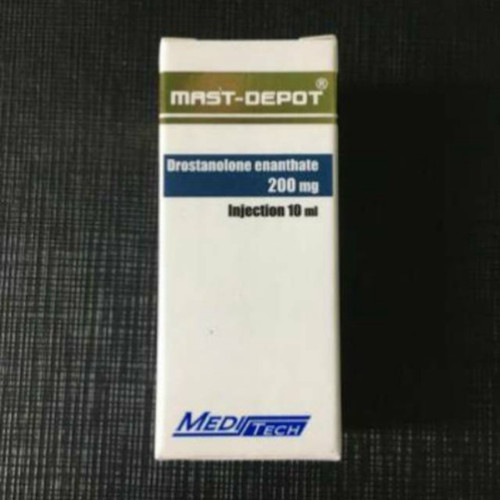 MAST-DEPOT®
Drostanolone enanthate
200 mg
Injection 10 ml
MEDITECH